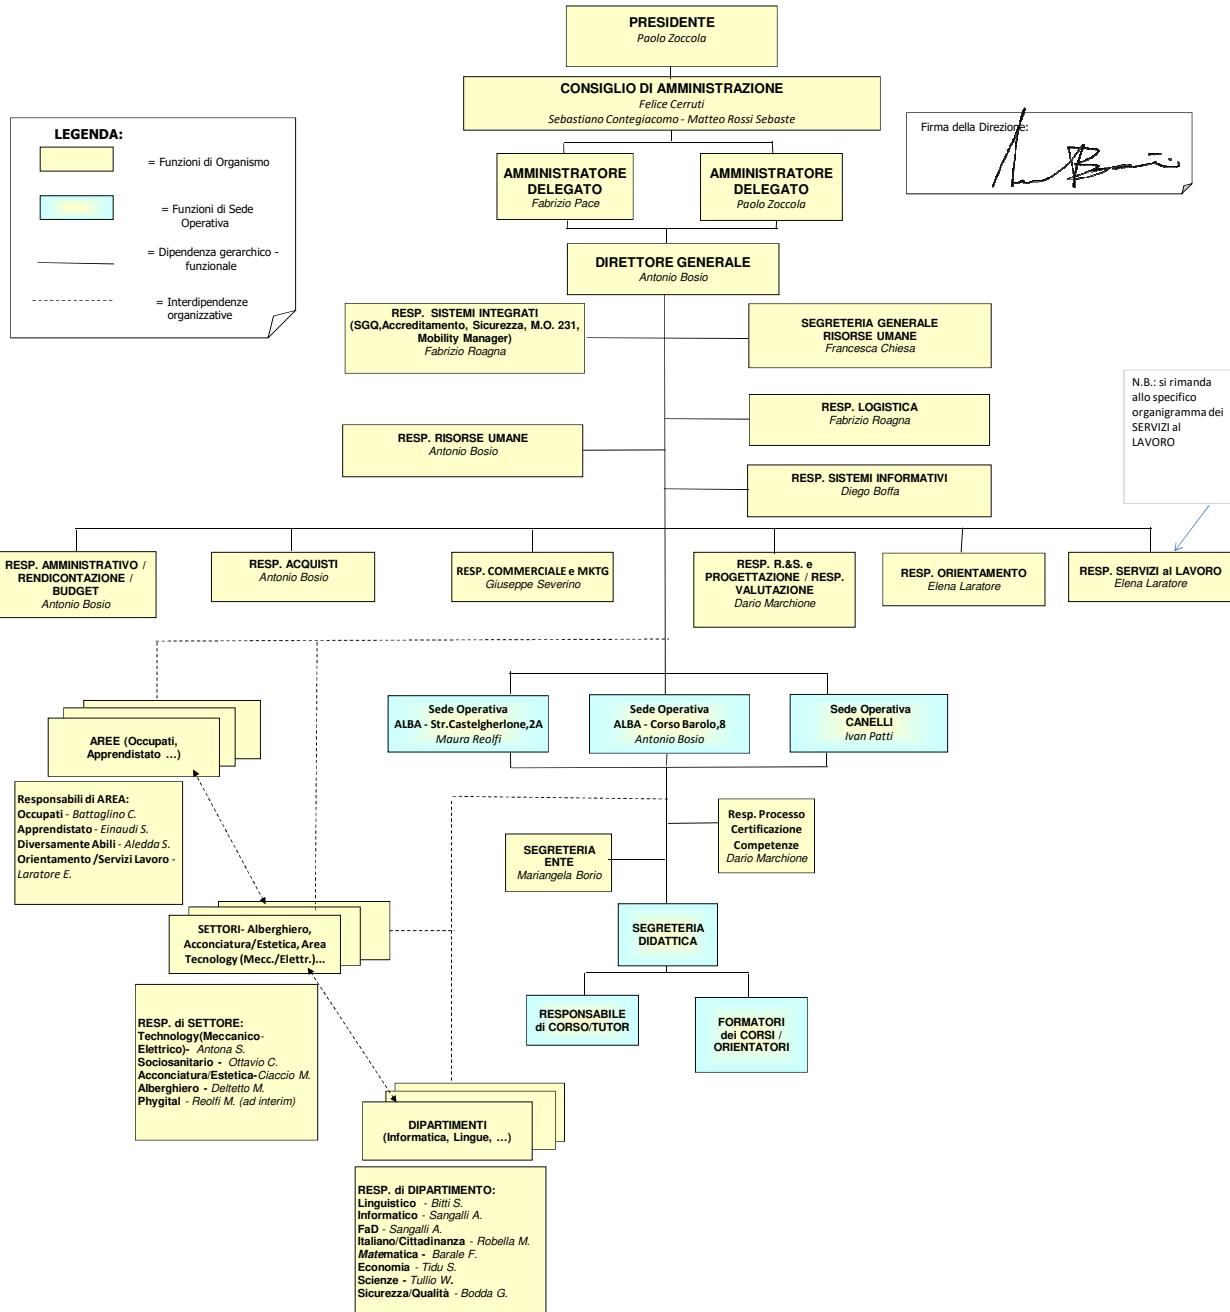 PRESIDENTE
Paolo Zoccola
CONSIGLIO DI AMMINISTRAZIONE
Felice Cerruti
Sebastiano Contegiacomo - Matteo Rossi Sebaste
LEGENDA:
= Funzioni di Organismo
= Funzioni di Sede
Operativa
= Dipendenza gerarchico -
funzionale
= Interdipendenze
organizzative
Firma della Direzione:
AMMINISTRATORE
DELEGATO
Fabrizio Pace
AMMINISTRATORE
DELEGATO
Paolo Zoccola
DIRETTORE GENERALE
Antonio Bosio
RESP. SISTEMI INTEGRATI
(SGQ,Accreditamento, Sicurezza, M.O. 231,
Mobility Manager)
Fabrizio Roagna
SEGRETERIA GENERALE
RISORSE UMANE
Francesca Chiesa
RESP. LOGISTICA
Fabrizio Roagna
RESP. RISORSE UMANE
Antonio Bosio
RESP. SISTEMI INFORMATIVI
Diego Boffa
N.B.: si rimanda
allo specifico
organigramma dei
SERVIZI al
LAVORO
RESP. AMMINISTRATIVO /
RENDICONTAZIONE /
BUDGET
Antonio Bosio
RESP. ACQUISTI
Antonio Bosio
RESP. COMMERCIALE e MKTG
Giuseppe Severino
RESP. R.&S. e
PROGETTAZIONE / RESP.
VALUTAZIONE
Dario Marchione
RESP. ORIENTAMENTO
Elena Laratore
RESP. SERVIZI al LAVORO
Elena Laratore
Sede Operativa
ALBA - Str.Castelgherlone,2A
Maura Reolfi
Sede Operativa
ALBA - Corso Barolo,8
Antonio Bosio
Sede Operativa
CANELLI
Ivan Patti
AREE (Occupati,
Apprendistato ...)
Responsabili di AREA:
Occupati - Battaglino C.
Apprendistato - Einaudi S.
Diversamente Abili - Aledda S.
Orientamento /Servizi Lavoro -
Laratore E.
Resp. Processo
Certificazione
Competenze
Dario Marchione
SEGRETERIA
ENTE
Mariangela Borio
SETTORI- Alberghiero,
Acconciatura/Estetica, Area
Tecnology (Mecc./Elettr.)...
SEGRETERIA
DIDATTICA
RESP. di SETTORE:
Technology(Meccanico-
Elettrico)- Antona S.
Sociosanitario - Ottavio C.
Acconciatura/Estetica-Ciaccio M.
Alberghiero - Deltetto M.
Phygital - Reolfi M. (ad interim)
RESPONSABILE
di CORSO/TUTOR
FORMATORI
dei CORSI /
ORIENTATORI
DIPARTIMENTI
(Informatica, Lingue, ...)
RESP. di DIPARTIMENTO:
Linguistico - Bitti S.
Informatico - Sangalli A.
FaD - Sangalli A.
Italiano/Cittadinanza - Robella M.
Matematica - Barale F.
Economia - Tidu S.
Scienze - Tullio W.
Sicurezza/Qualità - Bodda G.